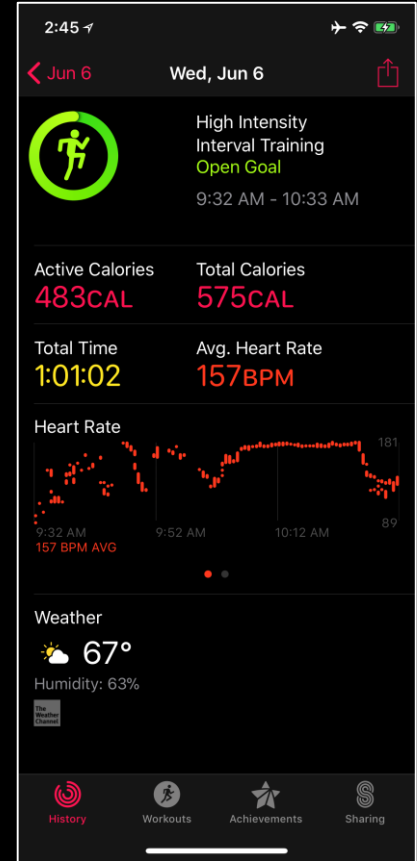 2:45
Jun 6
Wed, Jun 6
High Intensity
Interval Training
Open Goal
9:32 AM - 10:33 AM
Active Calories
Total Calories
483CAL
575CAL
Total Time
Avg. Heart Rate
1:01:02
157BPM
Heart Rate
181
89
9:32 AM
9:52 AM
10:12 AM
157 BPM AVG
Weather
67°
Humidity: 63%
The
Weather
Channel
History
Workouts
Achievements
Sharing